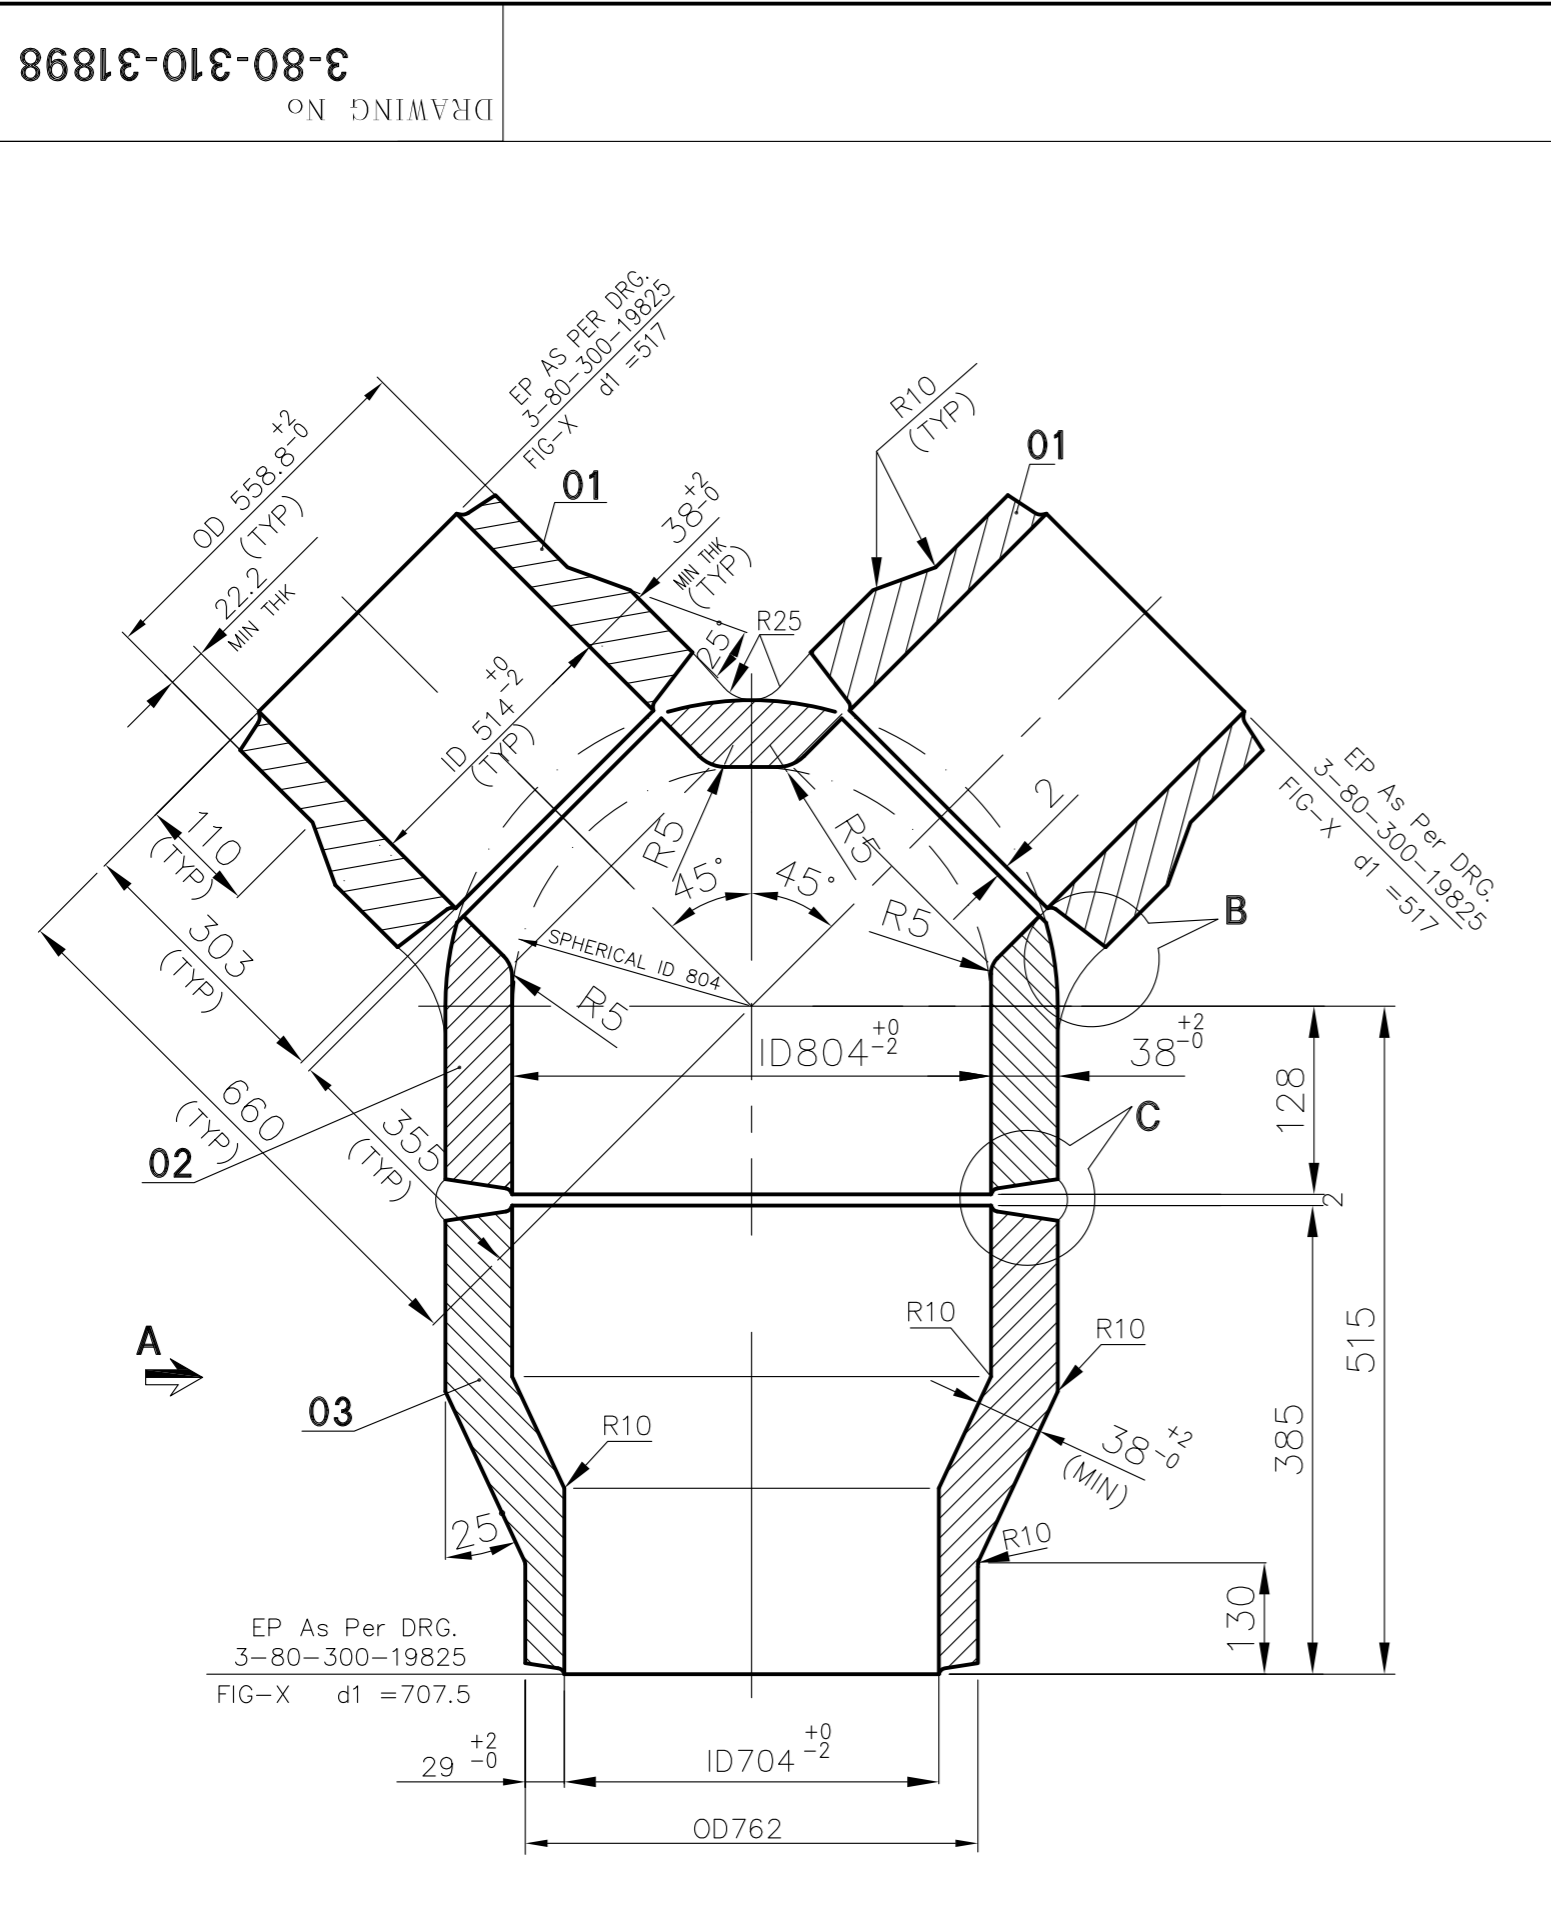 3-80-310-31898
DRAWING No
EP AS PER DRG.
3-80-300-19825
FIG-X d1 =517
OD 558.8 +2 -0
(TYP)
22.2
MIN THK
01
38 +2 -0
MIN THK
(TYP)
R10
(TYP)
01
25°
R25
ID 514 +0 -2
(TYP)
110
(TYP)
303
(TYP)
660
(TYP)
355
(TYP)
R5
R5
45°
45°
2
EP As Per DRG.
3-80-300-19825
FIG-X d1 =517
B
R5
SPHERICAL ID 804
R5
ID804 +0 -2
38 +2 -0
128
C
02
2
515
385
A
R10
R10
03
R10
38 +2 -0
(MIN)
25°
R10
130
EP As Per DRG.
3-80-300-19825
FIG-X d1 =707.5
29 +2 -0
ID704 +0 -2
OD762